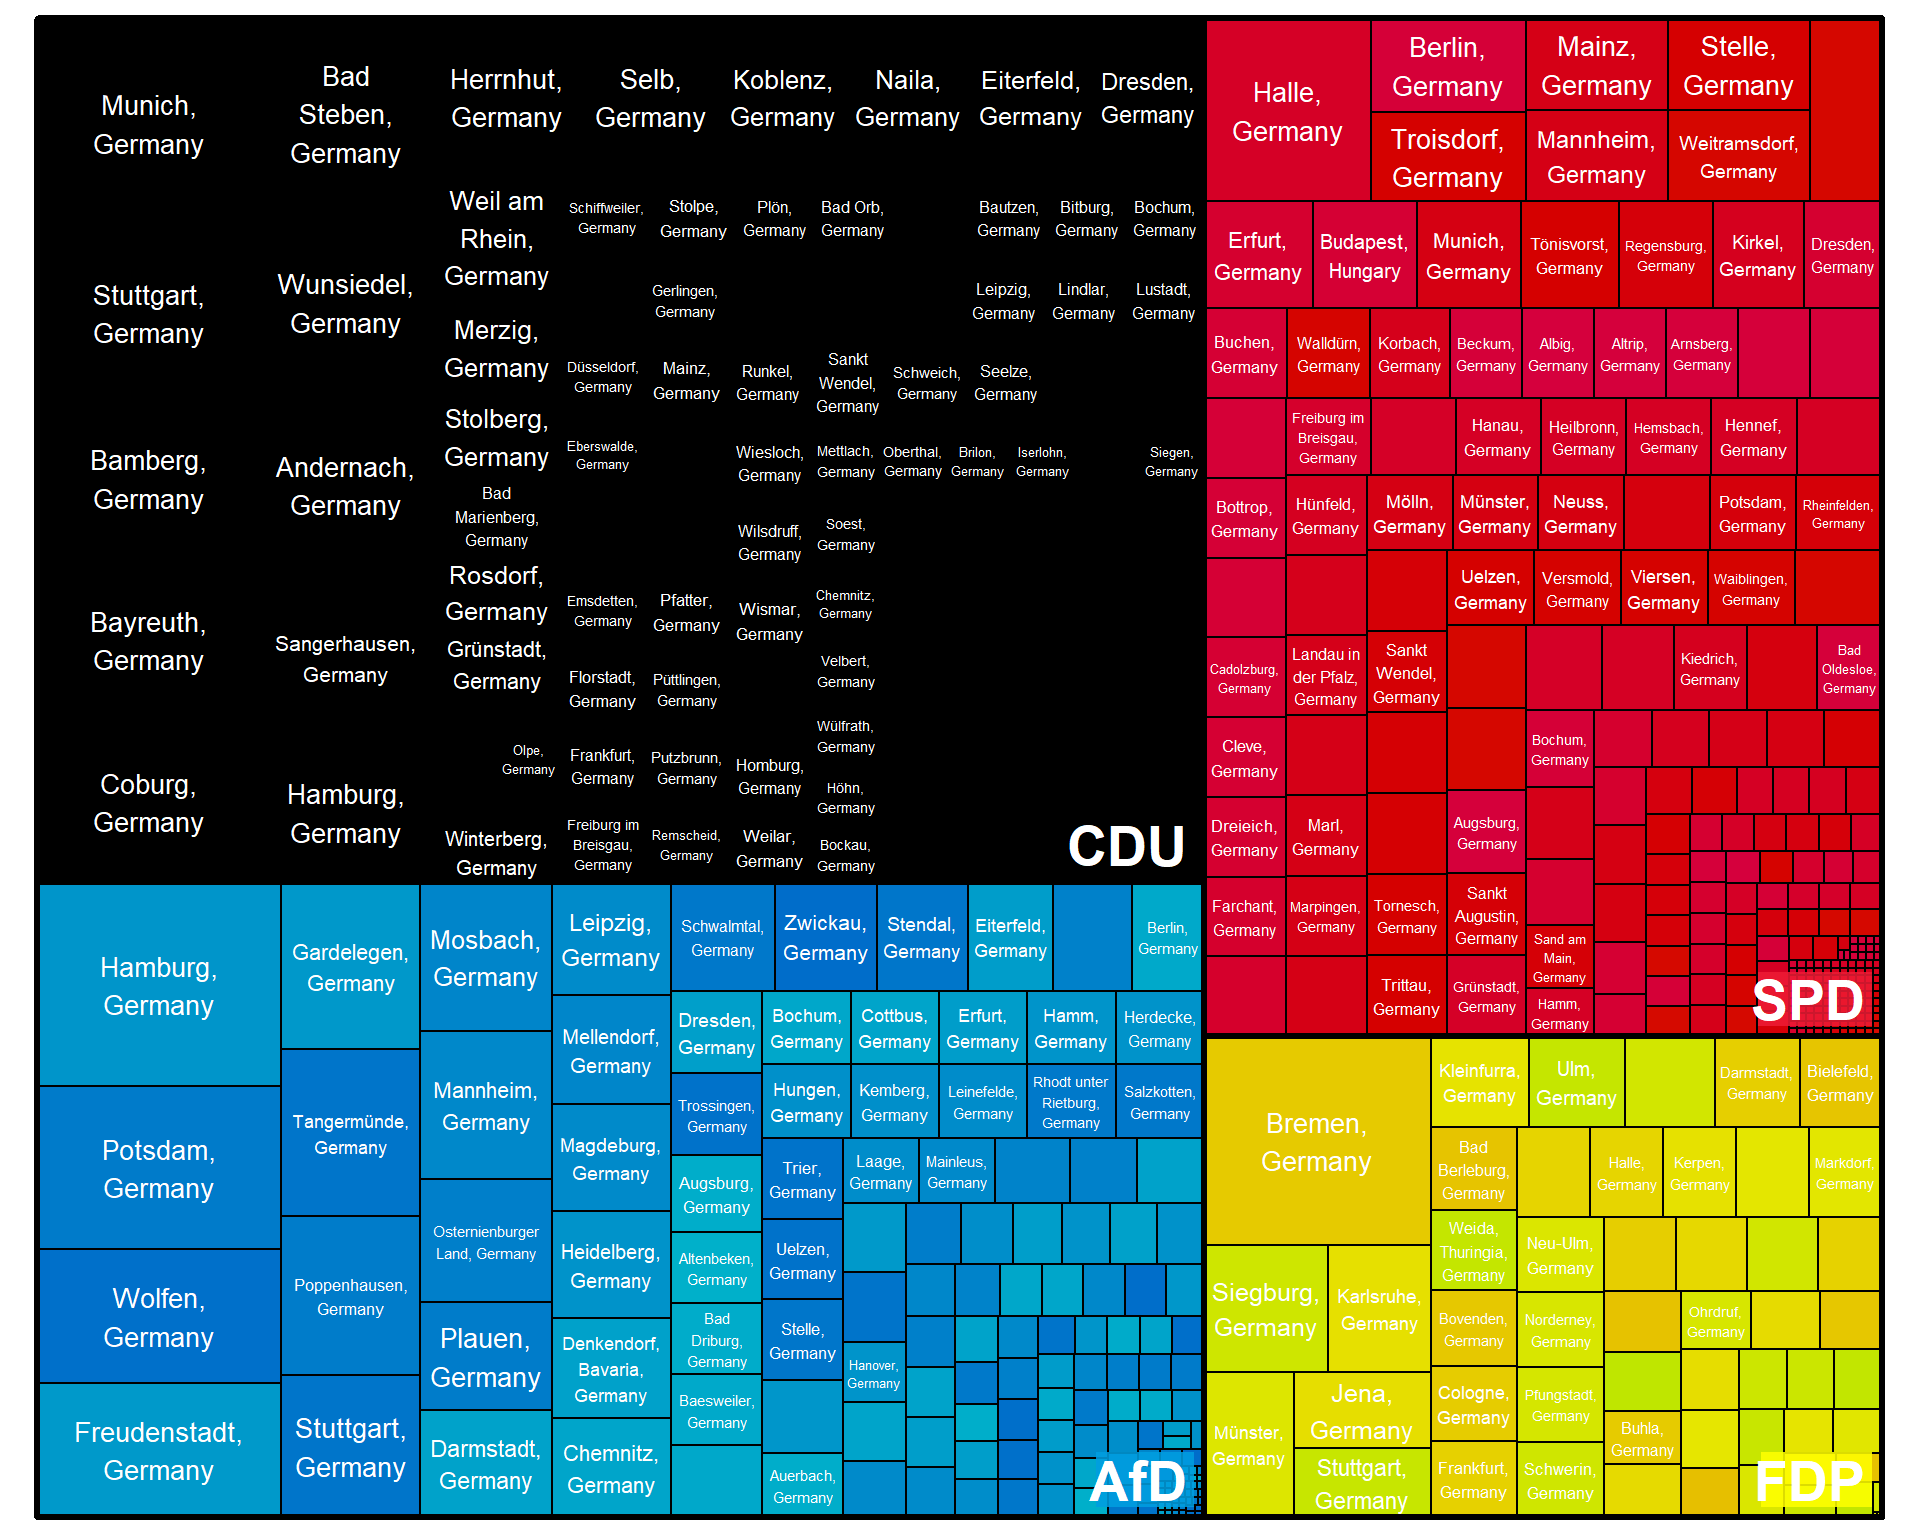 Munich,
Germany
Stuttgart,
Germany
Bamberg,
Germany
Bayreuth,
Germany
Coburg,
Germany
Bad
Steben,
Germany
Wunsiedel,
Germany
Andernach,
Germany
Sangerhausen,
Germany
Hamburg,
Germany
Herrnhut,
Germany
Weil am
Rhein,
Germany
Merzig,
Germany
Stolberg,
Germany
Bad
Marienberg,
Germany
Rosdorf,
Germany
Grünstadt,
Germany
Olpe,
Germany
Winterberg,
Germany
Selb,
Germany
Koblenz,
Germany
Naila,
Germany
Eiterfeld,
Germany
Dresden,
Germany
Schiffweiler,
Germany
Düsseldorf,
Germany
Eberswalde,
Germany
Emsdetten,
Germany
Florstadt,
Germany
Frankfurt,
Germany
Freiburg im
Breisgau,
Germany
Stolpe,
Germany
Gerlingen,
Germany
Mainz,
Germany
Pfatter,
Germany
Püttlingen,
Germany
Putzbrunn,
Germany
Remscheid,
Germany
Plön,
Germany
Runkel,
Germany
Wiesloch,
Germany
Wilsdruff,
Germany
Wismar,
Germany
Homburg,
Germany
Weilar,
Germany
Bad Orb,
Germany
Sankt
Wendel,
Germany
Mettlach,
Germany
Soest,
Germany
Chemnitz,
Germany
Velbert,
Germany
Wülfrath,
Germany
Höhn,
Germany
Bockau,
Germany
Schweich,
Germany
Oberthal,
Germany
Brilon,
Germany
Iserlohn,
Germany
Siegen,
Germany
Bautzen,
Germany
Bitburg,
Germany
Bochum,
Germany
Leipzig,
Germany
Lindlar,
Germany
Lustadt,
Germany
Seelze,
Germany
CDU
Halle,
Germany
Berlin,
Germany
Troisdorf,
Germany
Mainz,
Germany
Mannheim,
Germany
Stelle,
Germany
Weitramsdorf,
Germany
Erfurt,
Germany
Budapest,
Hungary
Munich,
Germany
Tönisvorst,
Germany
Regensburg,
Germany
Kirkel,
Germany
Dresden,
Germany
Buchen,
Germany
Walldürn,
Germany
Korbach,
Germany
Beckum,
Germany
Albig,
Germany
Altrip,
Germany
Arnsberg,
Germany
Freiburg im
Breisgau,
Germany
Hanau,
Germany
Heilbronn,
Germany
Hemsbach,
Germany
Hennef,
Germany
Bottrop,
Germany
Hünfeld,
Germany
Mölln,
Germany
Münster,
Germany
Neuss,
Germany
Potsdam,
Germany
Rheinfelden,
Germany
Uelzen,
Germany
Versmold,
Germany
Viersen,
Germany
Waiblingen,
Germany
Cadolzburg,
Germany
Landau in
der Pfalz,
Germany
Sankt
Wendel,
Germany
Kiedrich,
Germany
Bad
Oldesloe,
Germany
Cleve,
Germany
Bochum,
Germany
Dreieich,
Germany
Marl,
Germany
Augsburg,
Germany
Farchant,
Germany
Marpingen,
Germany
Tornesch,
Germany
Sankt
Augustin,
Germany
Sand am
Main,
Germany
Trittau,
Germany
Grünstadt,
Germany
Hamm,
Germany
SPD
Hamburg,
Germany
Potsdam,
Germany
Wolfen,
Germany
Freudenstadt,
Germany
Gardelegen,
Germany
Tangermünde,
Germany
Poppenhausen,
Germany
Stuttgart,
Germany
Mosbach,
Germany
Mannheim,
Germany
Osternienburger
Land, Germany
Plauen,
Germany
Darmstadt,
Germany
Leipzig,
Germany
Mellendorf,
Germany
Magdeburg,
Germany
Heidelberg,
Germany
Denkendorf,
Bavaria,
Germany
Chemnitz,
Germany
Schwalmtal,
Germany
Zwickau,
Germany
Stendal,
Germany
Eiterfeld,
Germany
Berlin,
Germany
Dresden,
Germany
Trossingen,
Germany
Augsburg,
Germany
Altenbeken,
Germany
Bad
Driburg,
Germany
Baesweiler,
Germany
Bochum,
Germany
Cottbus,
Germany
Erfurt,
Germany
Hamm,
Germany
Herdecke,
Germany
Hungen,
Germany
Kemberg,
Germany
Leinefelde,
Germany
Rhodt unter
Rietburg,
Germany
Salzkotten,
Germany
Trier,
Germany
Laage,
Germany
Mainleus,
Germany
Uelzen,
Germany
Stelle,
Germany
Hanover,
Germany
Auerbach,
Germany
AfD
Bremen,
Germany
Siegburg,
Germany
Karlsruhe,
Germany
Münster,
Germany
Jena,
Germany
Stuttgart,
Germany
Kleinfurra,
Germany
Ulm,
Germany
Darmstadt,
Germany
Bielefeld,
Germany
Bad
Berleburg,
Germany
Halle,
Germany
Kerpen,
Germany
Markdorf,
Germany
Weida,
Thuringia,
Germany
Neu-Ulm,
Germany
Bovenden,
Germany
Norderney,
Germany
Ohrdruf,
Germany
Cologne,
Germany
Pfungstadt,
Germany
Buhla,
Germany
Frankfurt,
Germany
Schwerin,
Germany
FDP